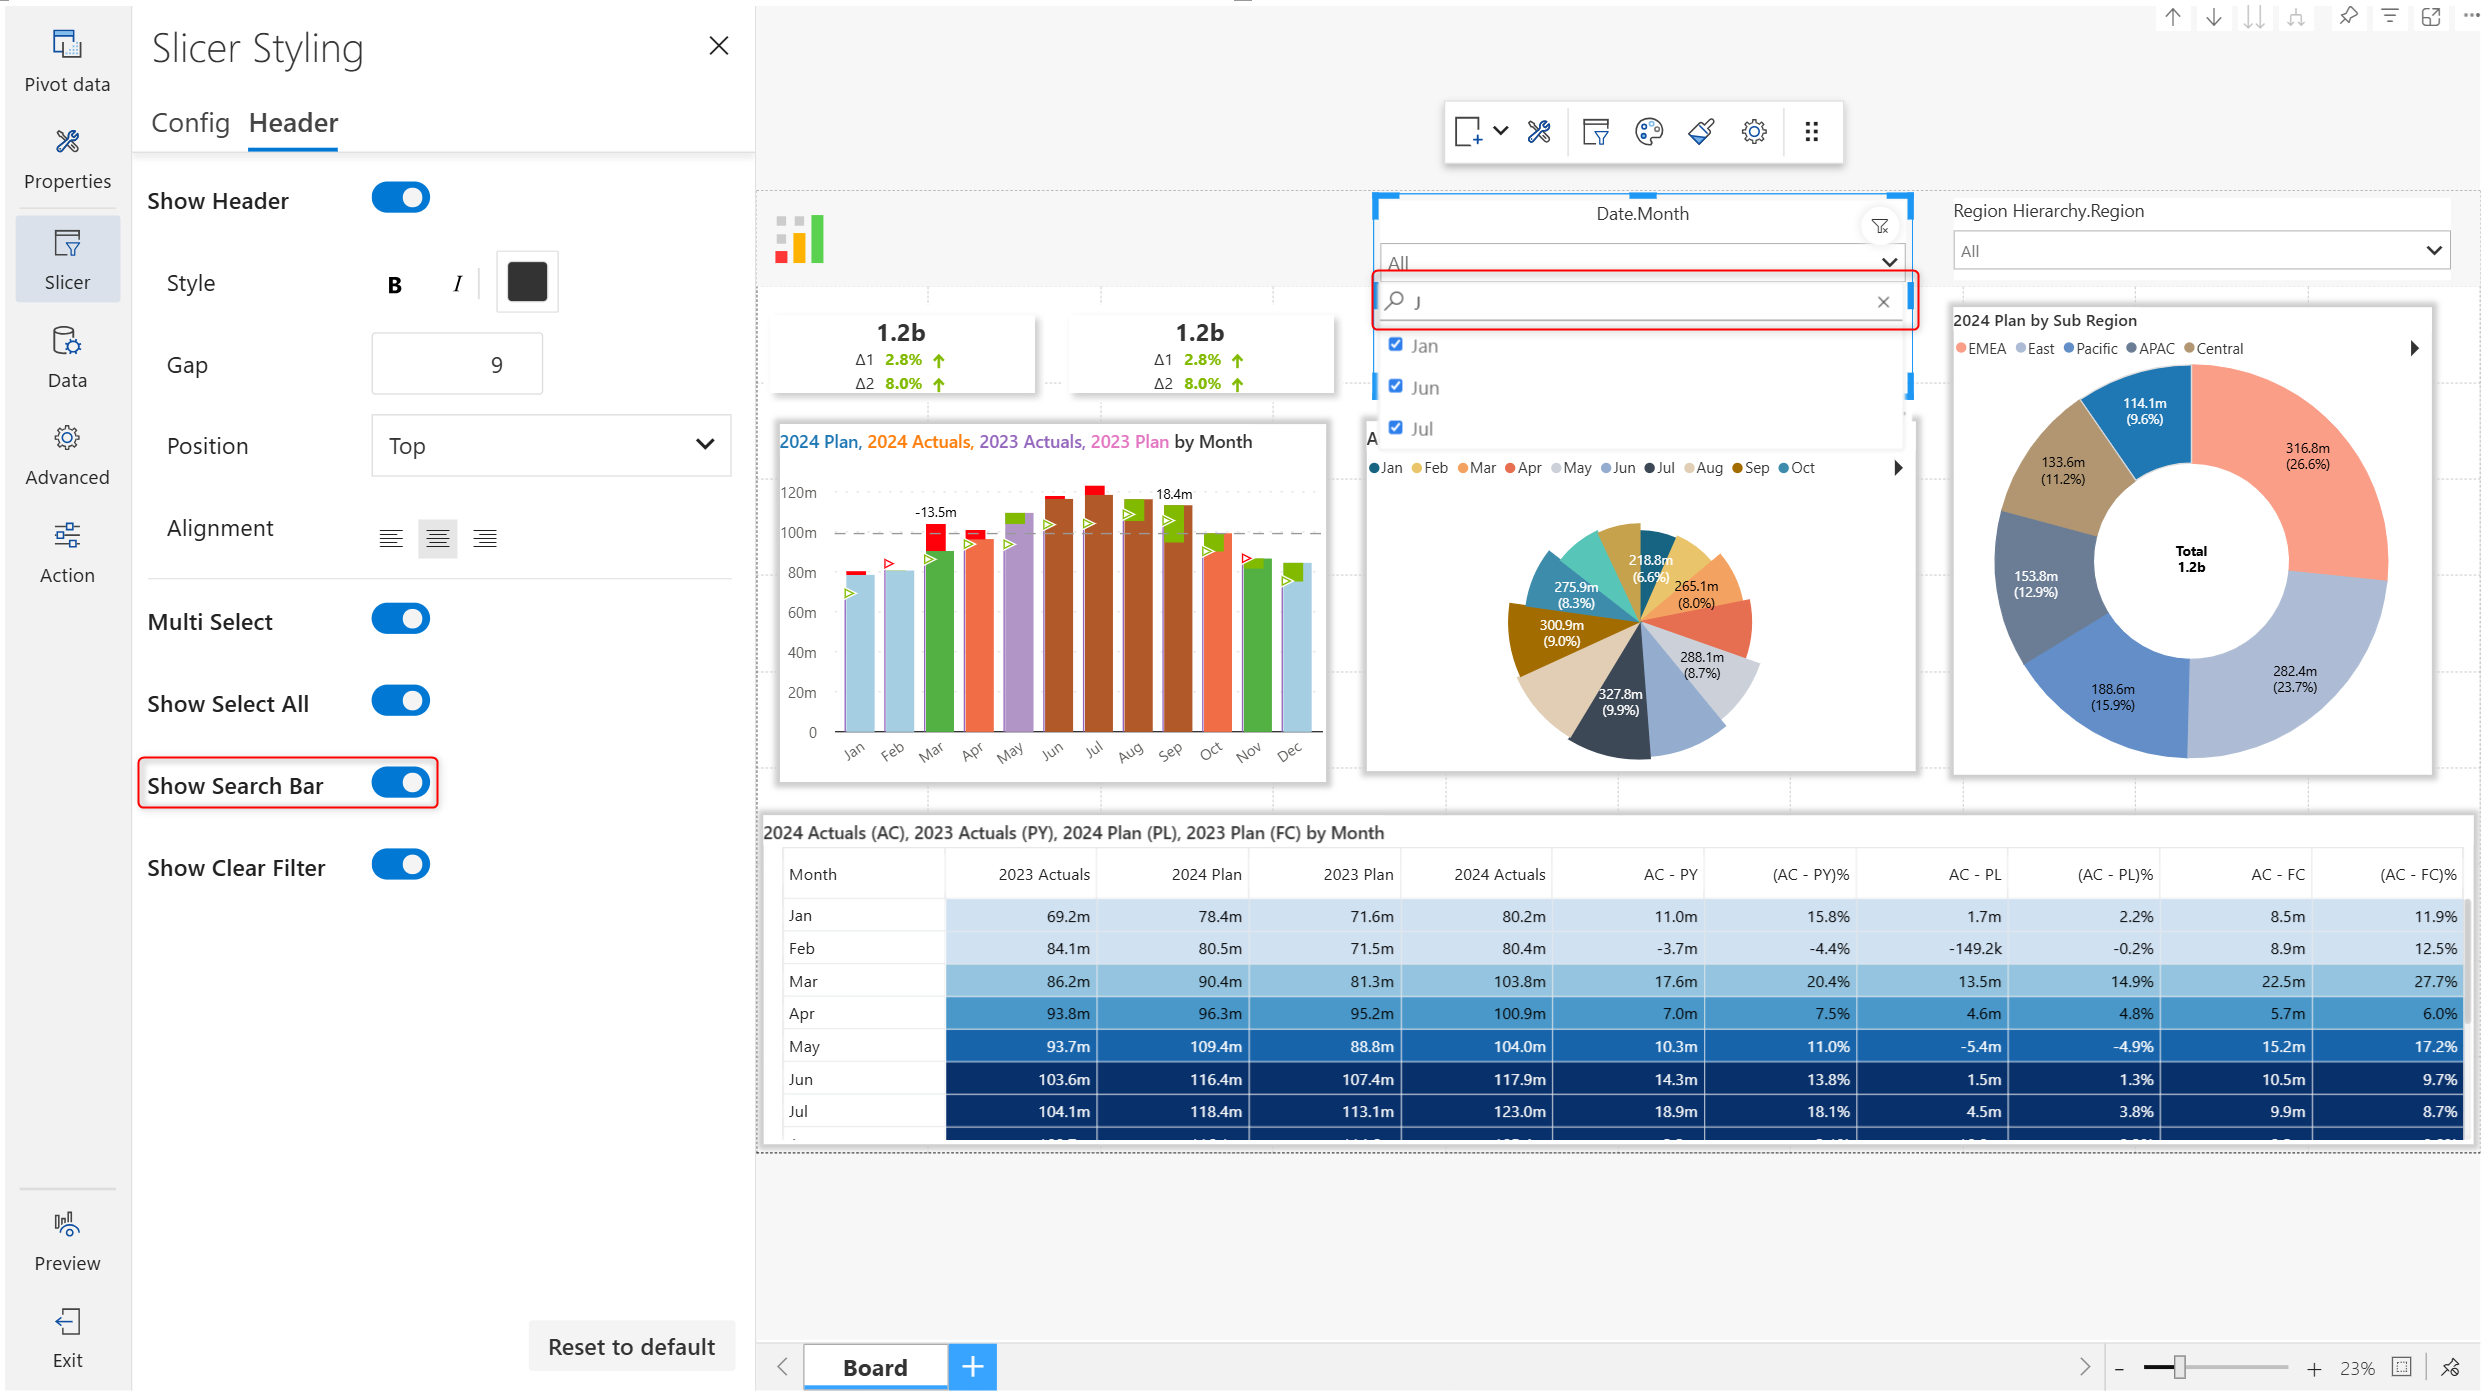 Pivot data
Properties
Slicer
Data
Advanced
Action
Preview
Exit
Slicer Styling
Config Header
Show Header
Style B I
Gap 9
Position Top
Alignment
Multi Select
Show Select All
Show Search Bar
Show Clear Filter
Reset to default
Date.Month
All
J
Jan
Jun
Jul
Region Hierarchy.Region
All
1.2b
Δ1 2.8%
Δ2 8.0%
1.2b
Δ1 2.8%
Δ2 8.0%
2024 Plan, 2024 Actuals, 2023 Actuals, 2023 Plan by Month
120m
100m
80m
60m
40m
20m
0
-13.5m
18.4m
Jan Feb Mar Apr May Jun Jul Aug Sep Oct Nov Dec
A
Jan Feb Mar Apr May Jun Jul Aug Sep Oct
218.8m
(6.6%)
265.1m
(8.0%)
288.1m
(8.7%)
327.8m
(9.9%)
300.9m
(9.0%)
275.9m
(8.3%)
2024 Plan by Sub Region
EMEA East Pacific APAC Central
316.8m
(26.6%)
282.4m
(23.7%)
188.6m
(15.9%)
153.8m
(12.9%)
133.6m
(11.2%)
114.1m
(9.6%)
Total
1.2b
2024 Actuals (AC), 2023 Actuals (PY), 2024 Plan (PL), 2023 Plan (FC) by Month
Month 2023 Actuals 2024 Plan 2023 Plan 2024 Actuals AC - PY (AC - PY)% AC - PL (AC - PL)% AC - FC (AC - FC)%
Jan 69.2m 78.4m 71.6m 80.2m 11.0m 15.8% 1.7m 2.2% 8.5m 11.9%
Feb 84.1m 80.5m 71.5m 80.4m -3.7m -4.4% -149.2k -0.2% 8.9m 12.5%
Mar 86.2m 90.4m 81.3m 103.8m 17.6m 20.4% 13.5m 14.9% 22.5m 27.7%
Apr 93.8m 96.3m 95.2m 100.9m 7.0m 7.5% 4.6m 4.8% 5.7m 6.0%
May 93.7m 109.4m 88.8m 104.0m 10.3m 11.0% -5.4m -4.9% 15.2m 17.2%
Jun 103.6m 116.4m 107.4m 117.9m 14.3m 13.8% 1.5m 1.3% 10.5m 9.7%
Jul 104.1m 118.4m 113.1m 123.0m 18.9m 18.1% 4.5m 3.8% 9.9m 8.7%
Board +
- + 23%